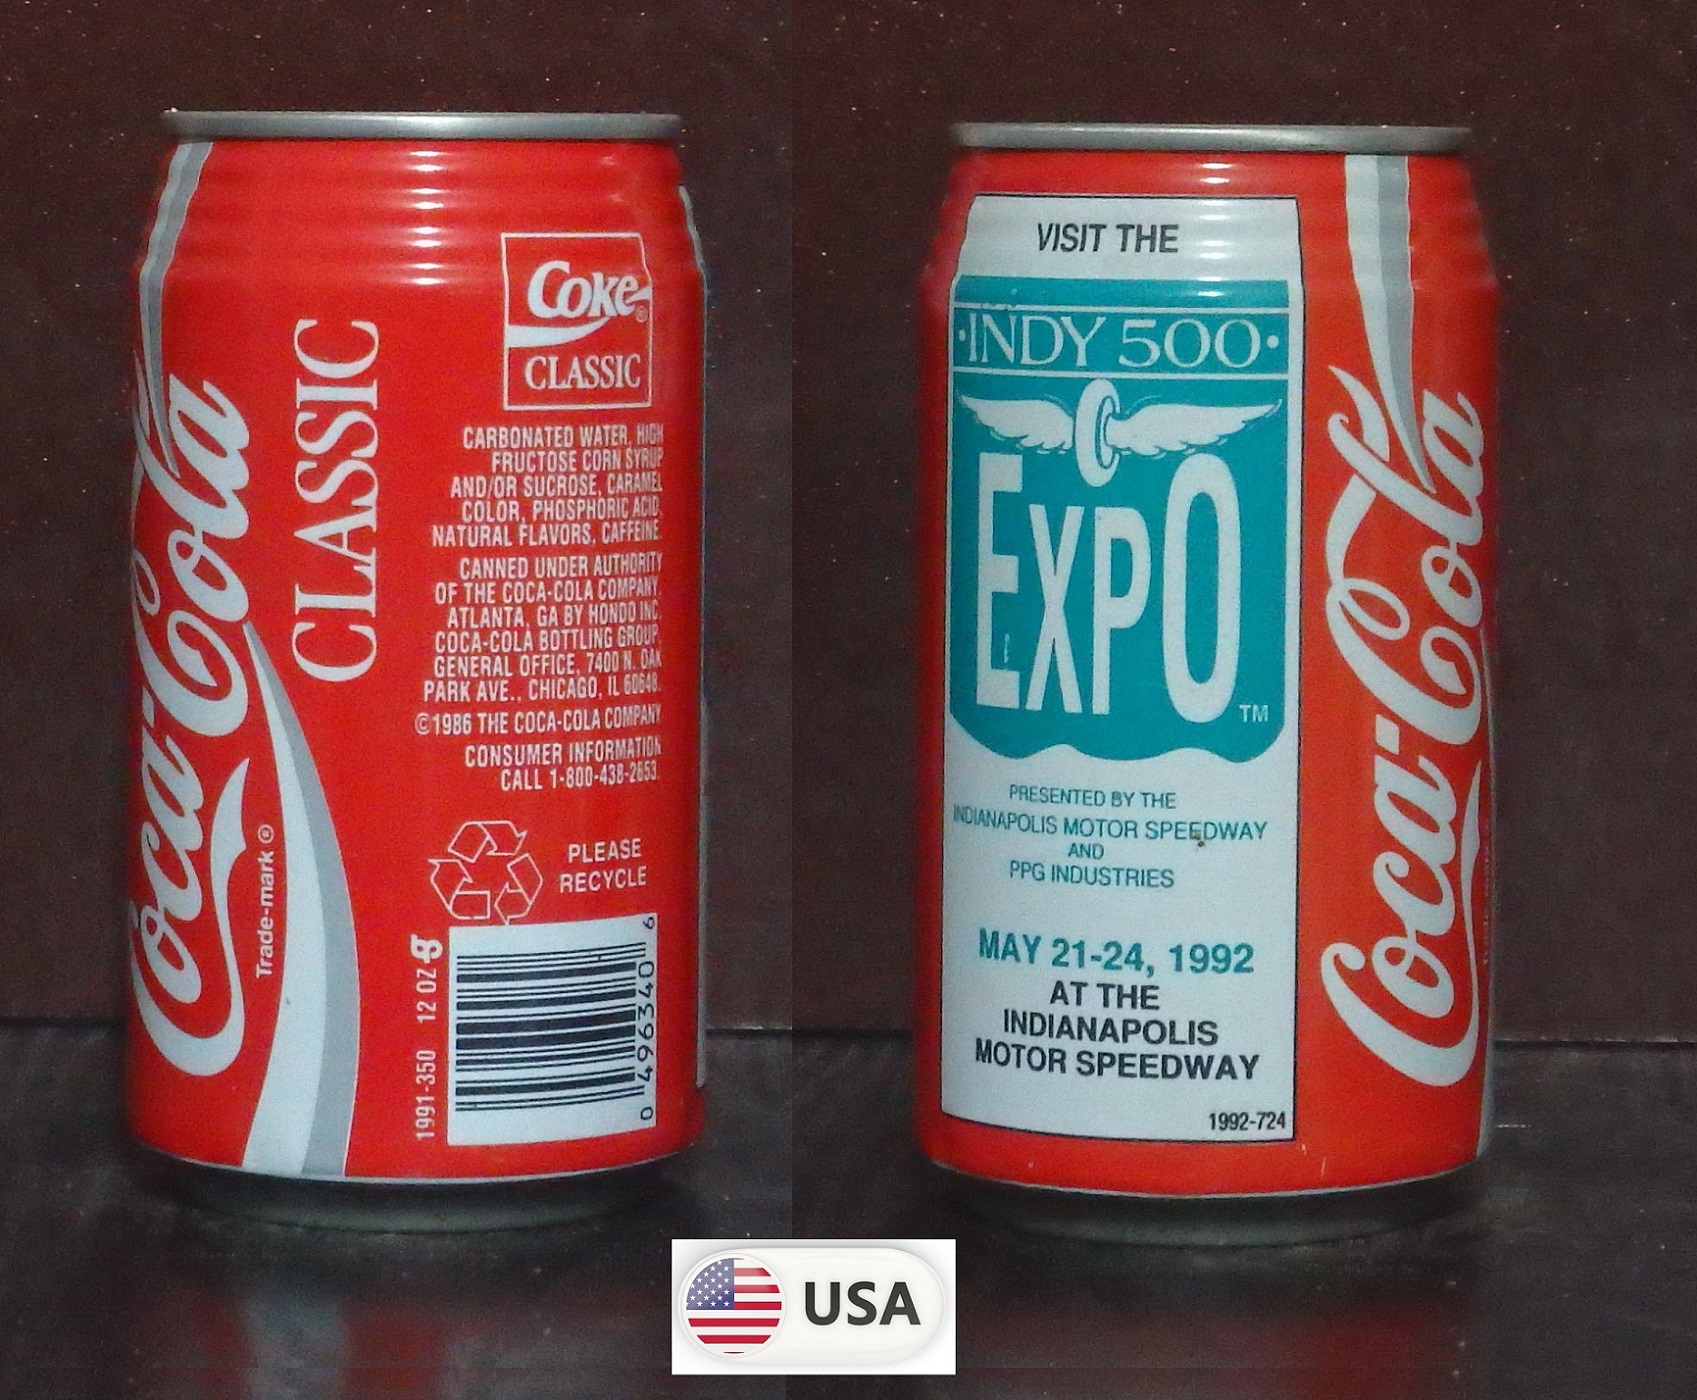 Coca-Cola
Trade-mark ®
CLASSIC
Coke
®
CLASSIC
CARBONATED WATER, HIGH
FRUCTOSE CORN SYRUP
AND/OR SUCROSE, CARAMEL
COLOR, PHOSPHORIC ACID,
NATURAL FLAVORS, CAFFEINE.
CANNED UNDER AUTHORITY
OF THE COCA-COLA COMPANY,
ATLANTA, GA BY HONDO INC.
COCA-COLA BOTTLING GROUP,
GENERAL OFFICE, 7400 N. OAK
PARK AVE., CHICAGO, IL 60648.
©1986 THE COCA-COLA COMPANY
CONSUMER INFORMATION
CALL 1-800-438-2653.
PLEASE
RECYCLE
1991-350 12 OZ
0 496340 6
VISIT THE
·INDY 500·
EXPO
TM
PRESENTED BY THE
INDIANAPOLIS MOTOR SPEEDWAY
AND
PPG INDUSTRIES
MAY 21-24, 1992
AT THE
INDIANAPOLIS
MOTOR SPEEDWAY
1992-724
Coca-Cola
USA